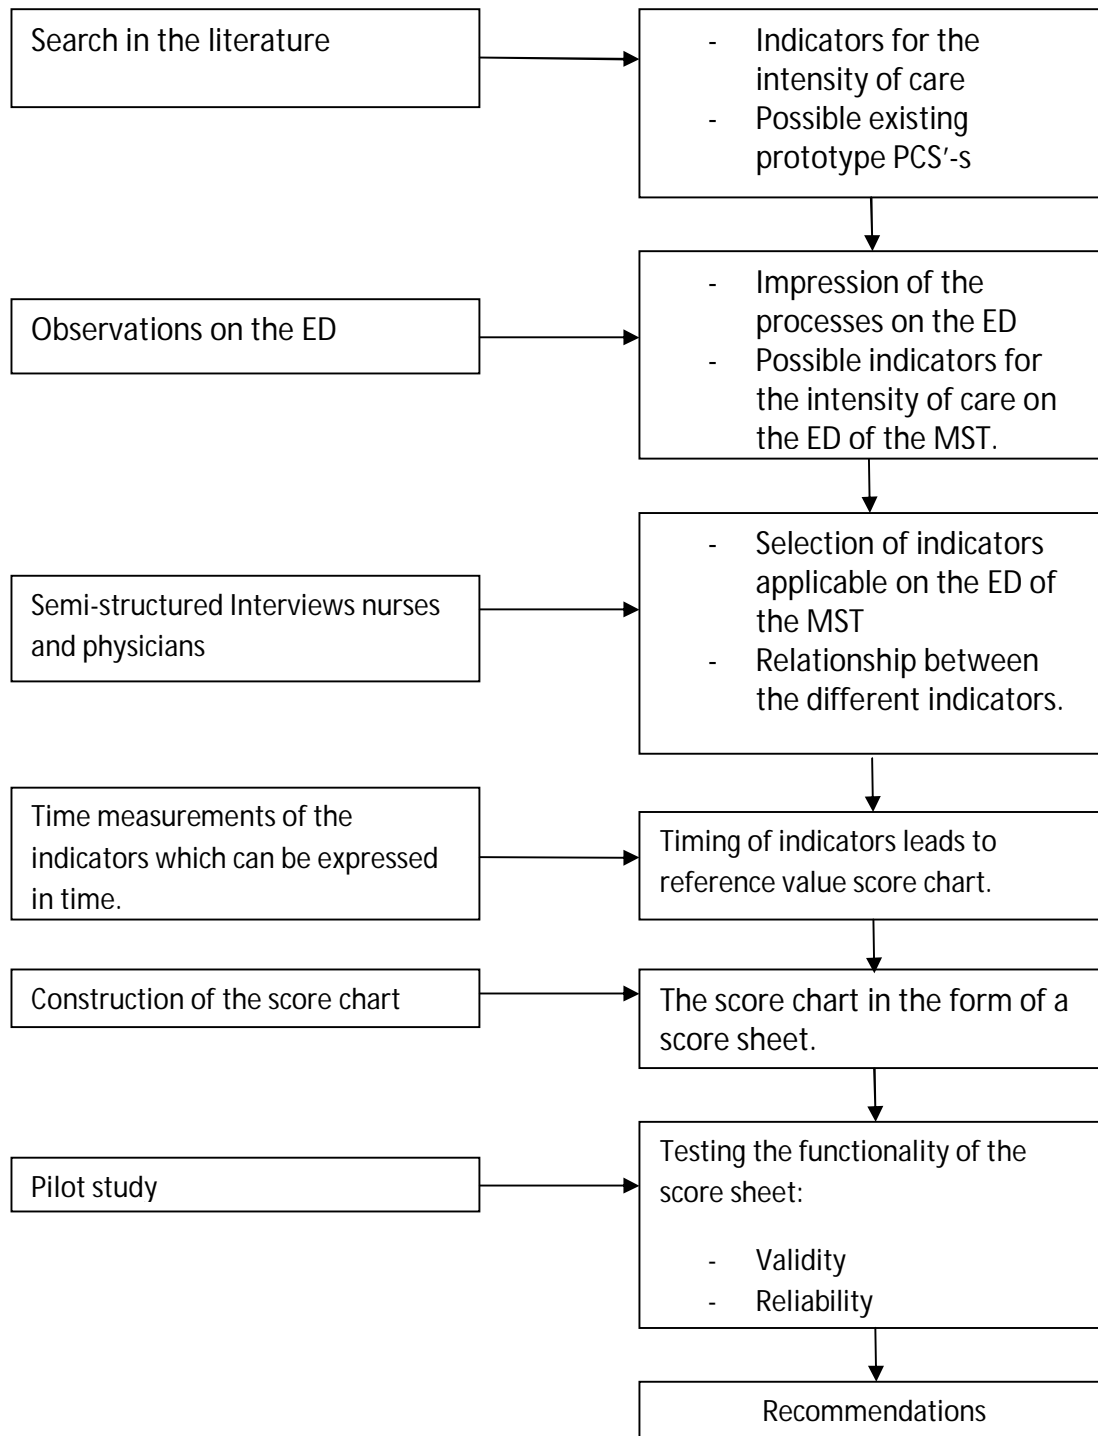 Search in the literature
- Indicators for the
intensity of care
- Possible existing
prototype PCS'-s
Observations on the ED
- Impression of the
processes on the ED
- Possible indicators for
the intensity of care on
the ED of the MST.
Semi-structured Interviews nurses
and physicians
- Selection of indicators
applicable on the ED of
the MST
- Relationship between
the different indicators.
Time measurements of the
indicators which can be expressed
in time.
Timing of indicators leads to
reference value score chart.
Construction of the score chart
The score chart in the form of a
score sheet.
Pilot study
Testing the functionality of the
score sheet:
- Validity
- Reliability
Recommendations